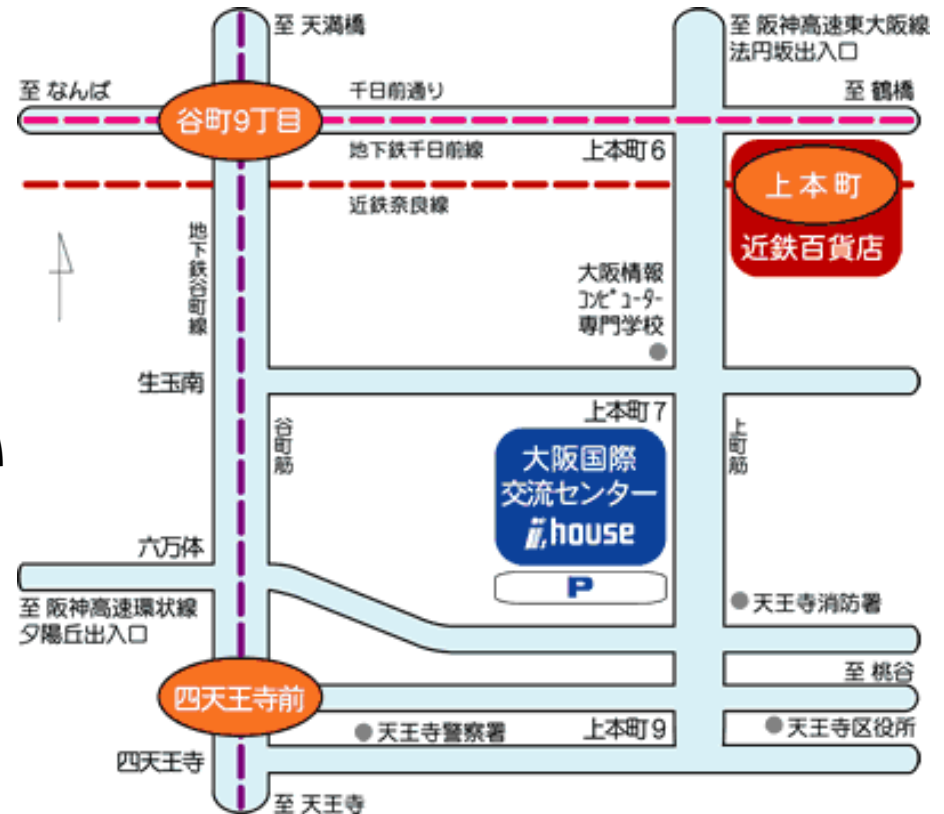 至 天満橋
至 阪神高速東大阪線
法円坂出入口
至 なんば
千日前通り
至 鶴橋
谷町9丁目
地下鉄千日前線
上本町6
上本町
近鉄奈良線
近鉄百貨店
地下鉄谷町線
大阪情報
ｺﾝﾋﾟｭｰﾀｰ
専門学校
生玉南
上本町7
谷町筋
上町筋
大阪国際
交流センター
house
六万体
P
至 阪神高速環状線
夕陽丘出入口
天王寺消防署
至 桃谷
四天王寺前
天王寺警察署
上本町9
天王寺区役所
四天王寺
至 天王寺